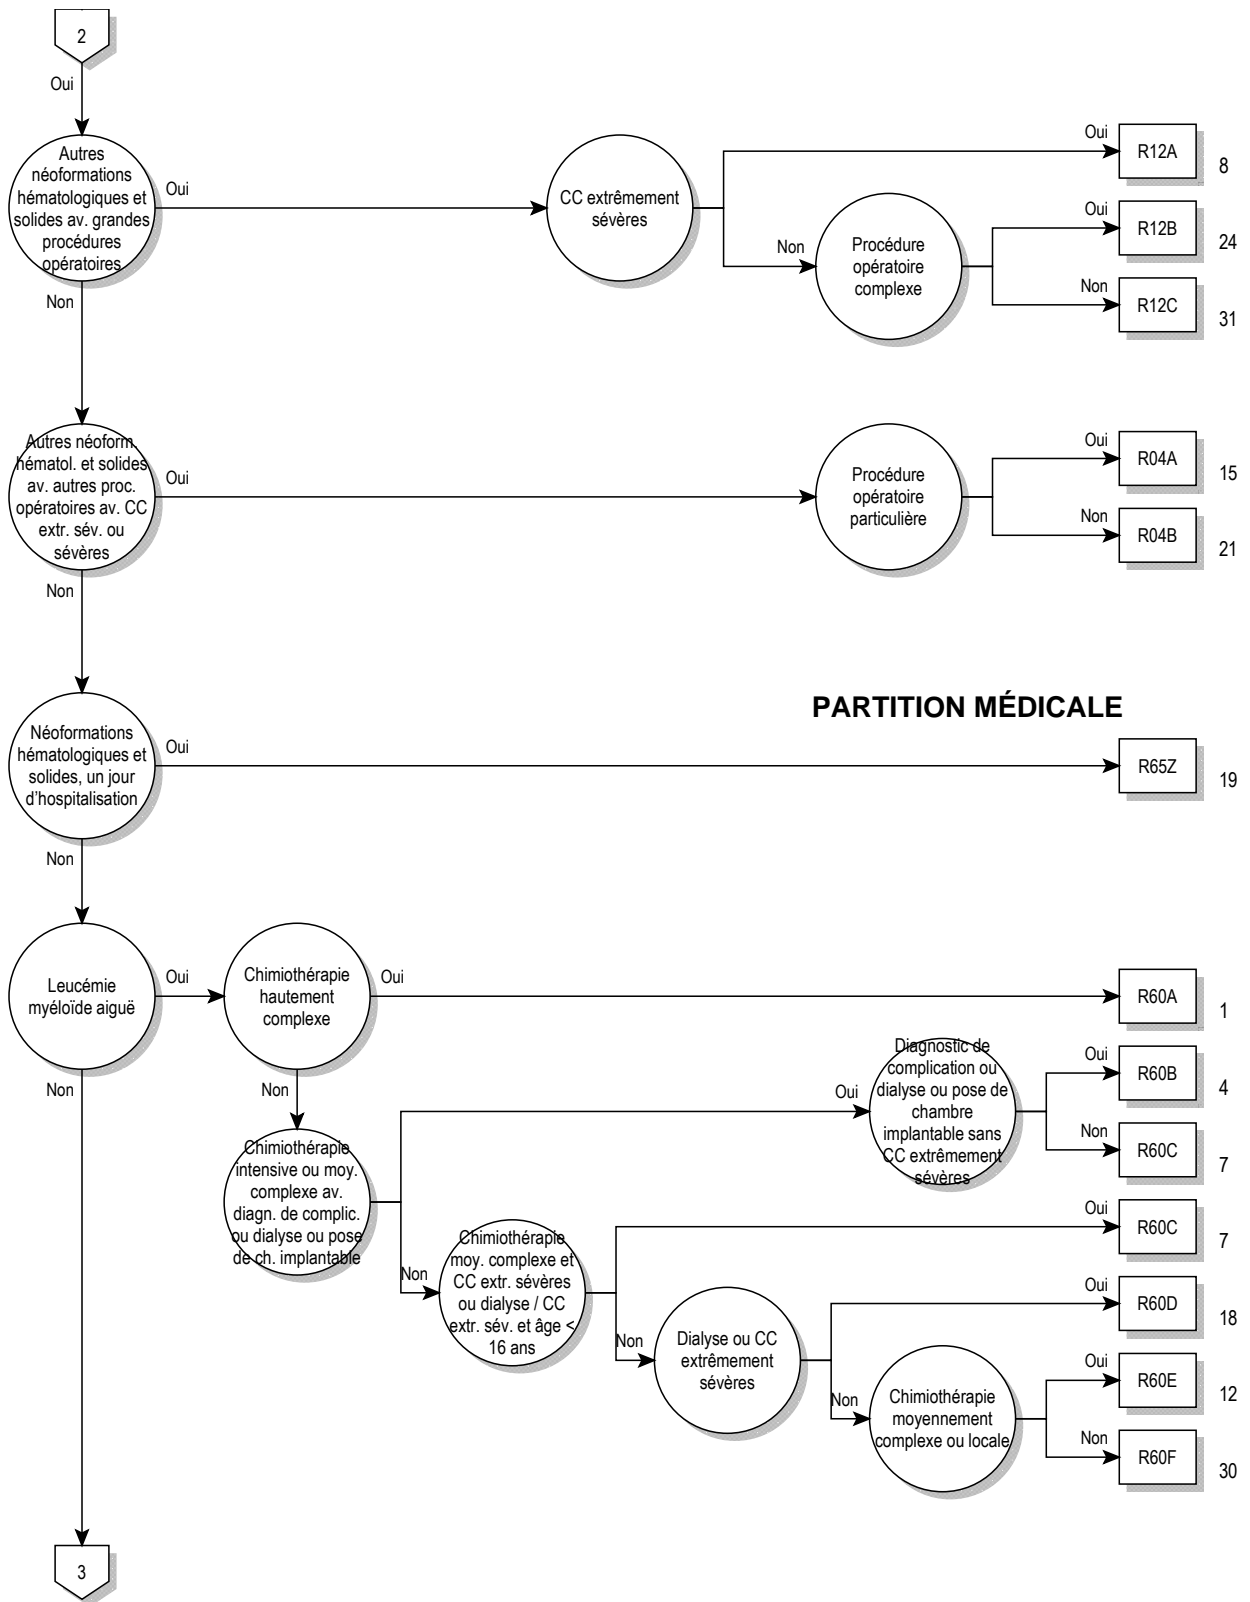 2
Oui
Autres
néoformations
hématologiques et
solides av. grandes
procédures
opératoires
Oui
CC extrêmement
sévères
Oui
R12A
8
Non
Procédure
opératoire
complexe
Oui
R12B
24
Non
R12C
31
Non
Autres néoform.
hématol. et solides
av. autres proc.
opératoires av. CC
extr. sév. ou
sévères
Oui
Procédure
opératoire
particulière
Oui
R04A
15
Non
R04B
21
Non
PARTITION MÉDICALE
Néoformations
hématologiques et
solides, un jour
d'hospitalisation
Oui
R65Z
19
Non
Leucémie
myéloïde aiguë
Oui
Chimiothérapie
hautement
complexe
Oui
R60A
1
Non
Non
Chimiothérapie
intensive ou moy.
complexe av.
diagn. de complic.
ou dialyse ou pose
de ch. implantable
Oui
Diagnostic de
complication ou
dialyse ou pose de
chambre
implantable sans
CC extrêmement
sévères
Oui
R60B
4
Non
R60C
7
Non
Chimiothérapie
moy. complexe et
CC extr. sévères
ou dialyse / CC
extr. sév. et âge <
16 ans
Oui
R60C
7
Non
Dialyse ou CC
extrêmement
sévères
Oui
R60D
18
Non
Chimiothérapie
moyennement
complexe ou locale
Oui
R60E
12
Non
R60F
30
3